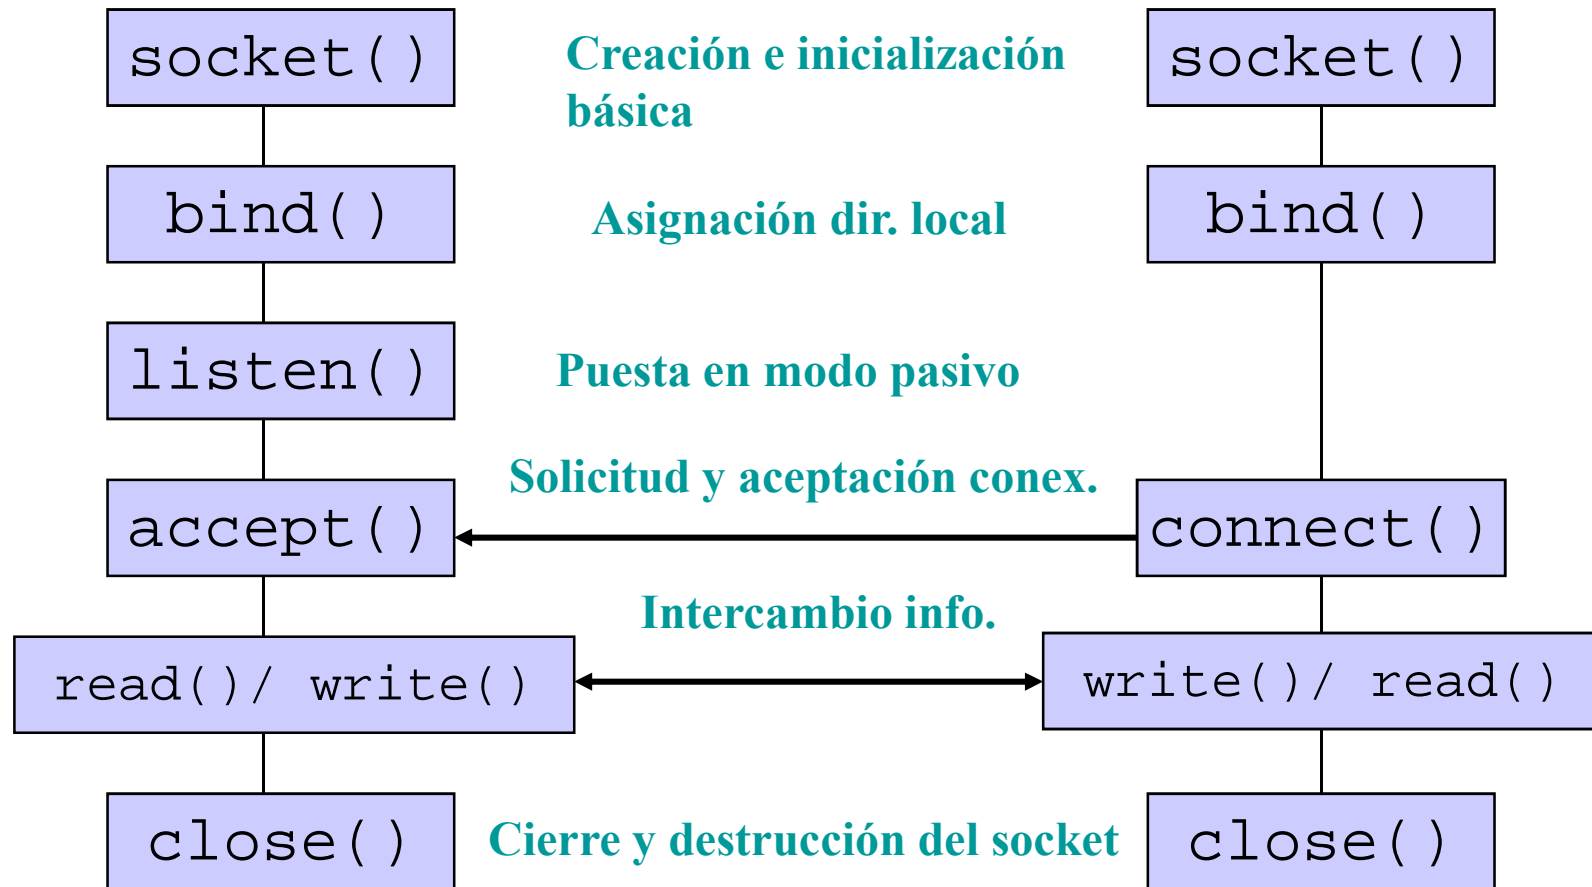 socket()
Creación e inicialización
básica
socket()
bind()
Asignación dir. local
bind()
listen()
Puesta en modo pasivo
Solicitud y aceptación conex.
accept()
connect()
Intercambio info.
read()/ write()
write()/ read()
close()
Cierre y destrucción del socket
close()